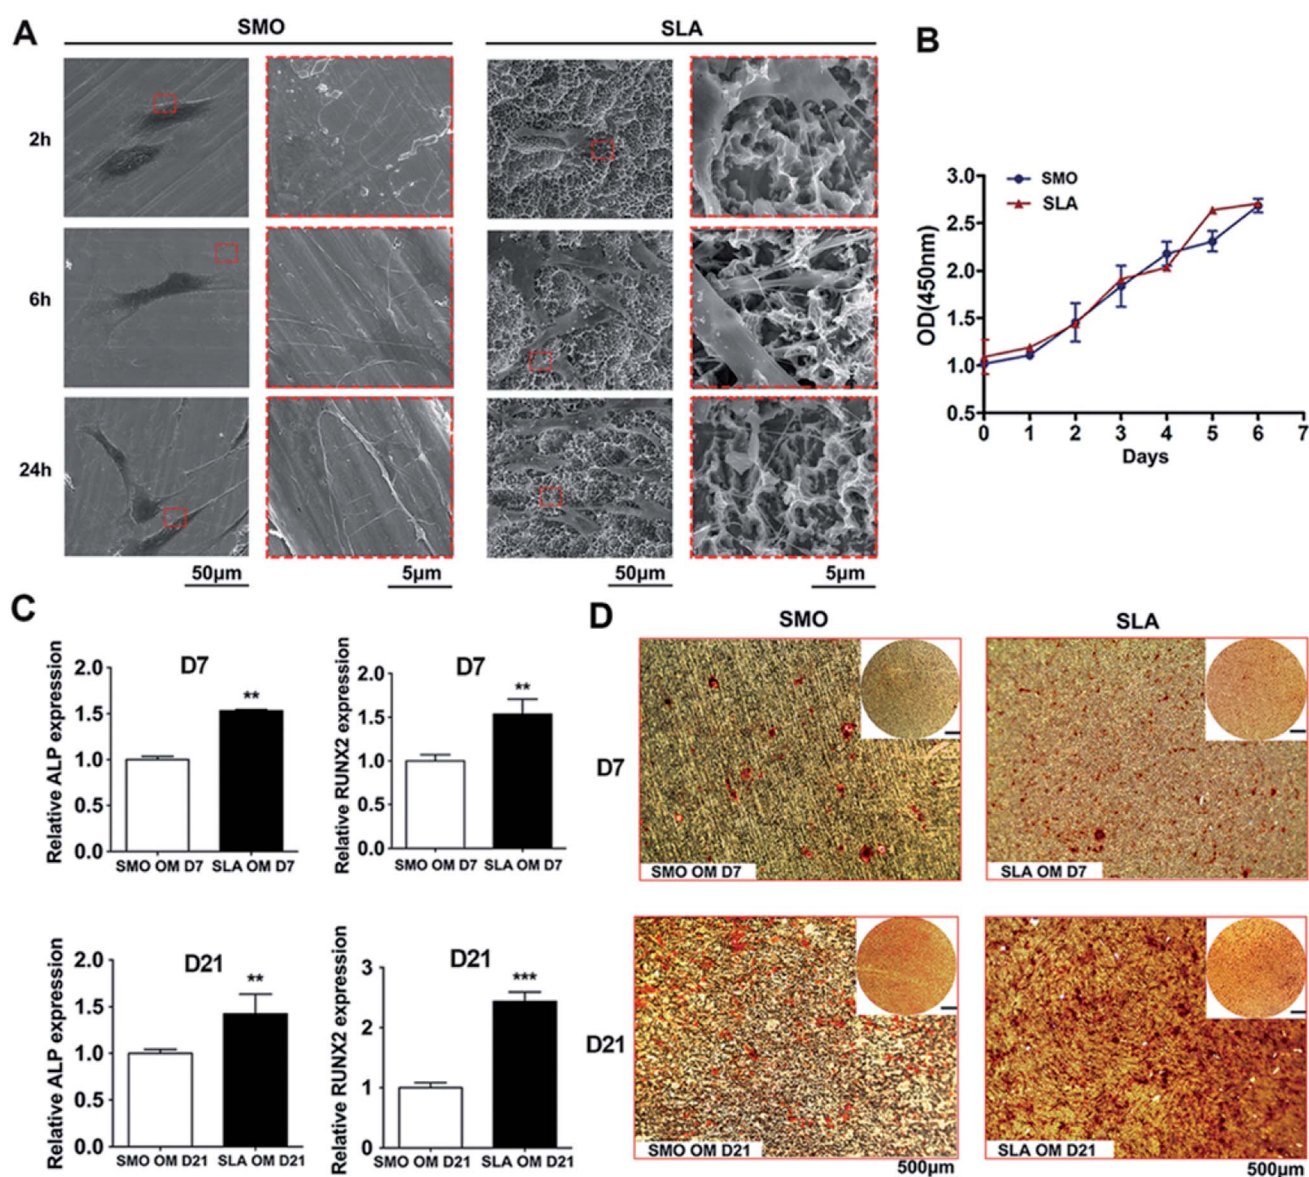 A
SMO
SLA
2h
6h
24h
50μm
5μm
50μm
5μm
B
OD(450nm)
3.0
2.5
2.0
1.5
1.0
0.5
SMO
SLA
0 1 2 3 4 5 6 7
Days
C
Relative ALP expression
2.0
1.5
1.0
0.5
0.0
D7
**
SMO OM D7 SLA OM D7
Relative RUNX2 expression
2.0
1.5
1.0
0.5
0.0
D7
**
SMO OM D7 SLA OM D7
Relative ALP expression
2.0
1.5
1.0
0.5
0.0
D21
**
SMO OM D21 SLA OM D21
Relative RUNX2 expression
3
2
1
0
D21
***
SMO OM D21 SLA OM D21
D
SMO
SLA
D7
SMO OM D7
SLA OM D7
D21
SMO OM D21
SLA OM D21
500μm
500μm